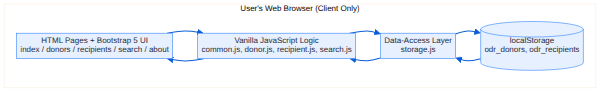 User's Web Browser (Client Only)
HTML Pages + Bootstrap 5 UI
index / donors / recipients / search / about
Vanilla JavaScript Logic
common.js, donor.js, recipient.js, search.js
Data-Access Layer
storage.js
localStorage
odr_donors, odr_recipients